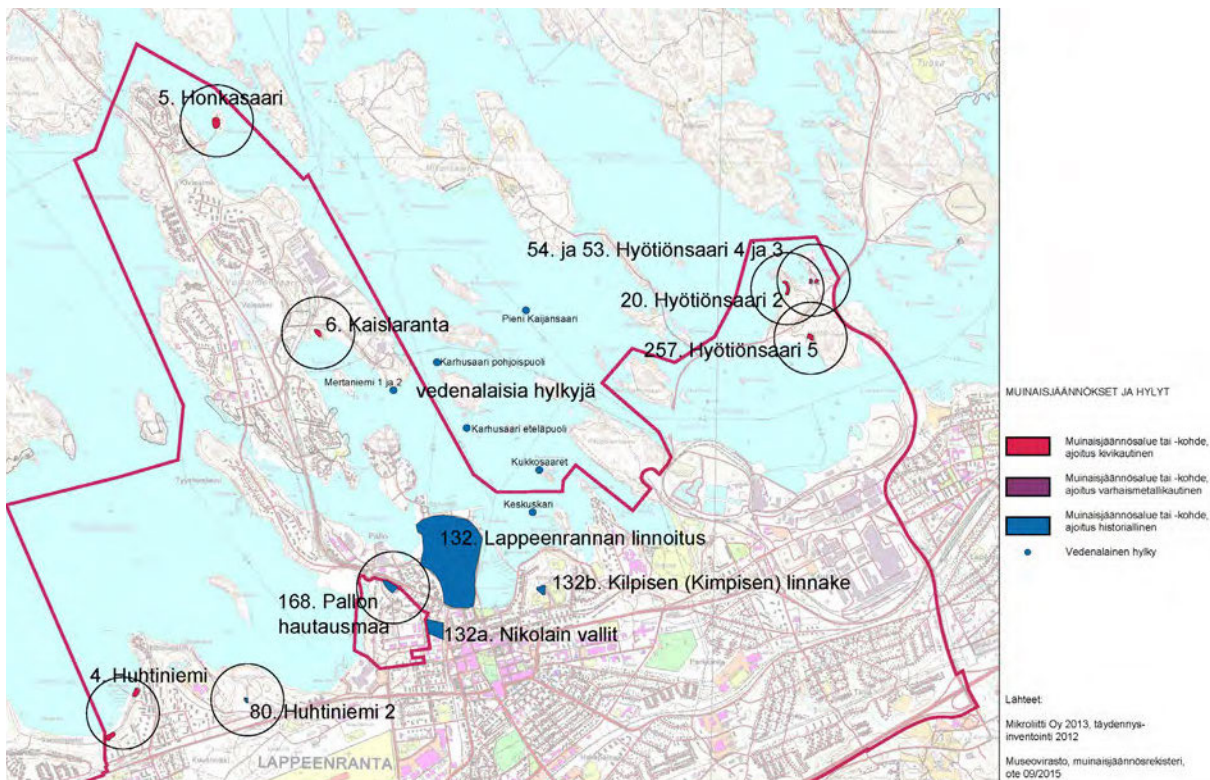 5. Honkasaari
54. ja 53. Hyötiönsaari 4 ja 3
20. Hyötiönsaari 2
Pieni Kaijansaari
6. Kaislaranta
257. Hyötiönsaari 5
Karhusaari pohjoispuoli
Mertaniemi 1 ja 2
vedenalaisia hylkyjä
Karhusaari eteläpuoli
Kukkosaaret
Keskuskari
132. Lappeenrannan linnoitus
132b. Kilpisen (Kimpisen) linnake
168. Pallon
hautausmaa
132a. Nikolain vallit
4. Huhtiniemi
80. Huhtiniemi 2
LAPPEENRANTA
MUINAISJÄÄNNÖKSET JA HYLYT
Muinaisjäännösalue tai -kohde,
ajoitus kivikautinen
Muinaisjäännösalue tai -kohde,
ajoitus varhaismetallikautinen
Muinaisjäännösalue tai -kohde,
ajoitus historiallinen
Vedenalainen hylky
Lähteet:
Mikroliitti Oy 2013, täydennys-
inventointi 2012
Museovirasto, muinaisjäännösrekisteri,
ote 09/2015